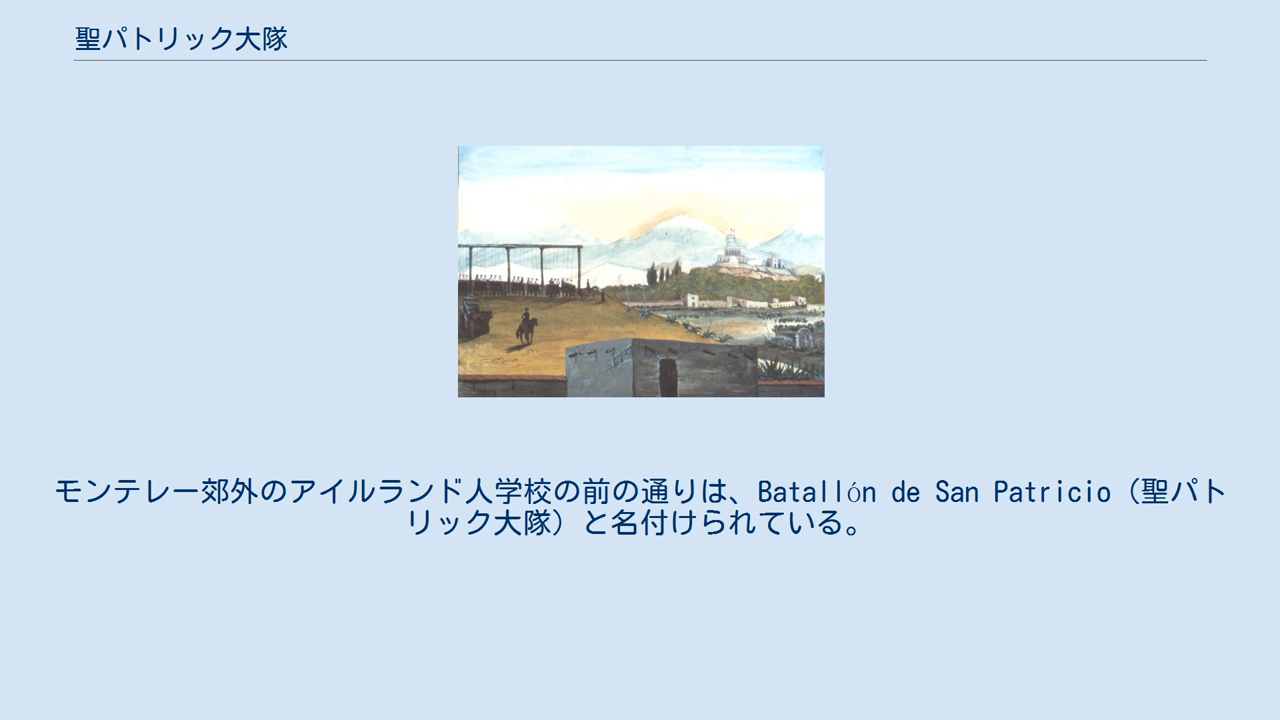 聖パトリック大隊
モンテレー郊外のアイルランド人学校の前の通りは、Batallón de San Patricio（聖パト
リック大隊）と名付けられている。